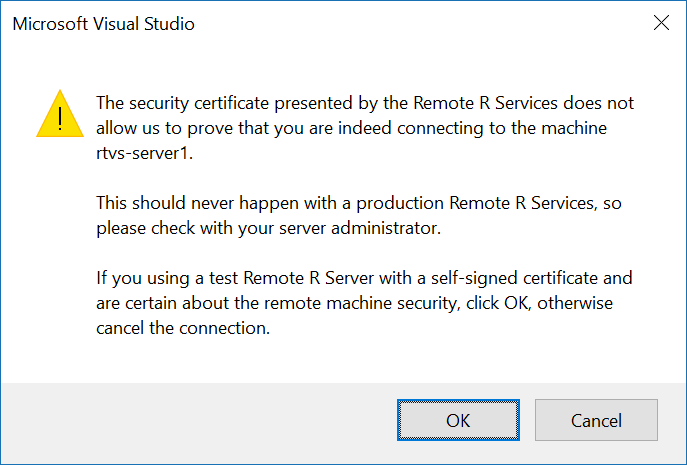 Microsoft Visual Studio
The security certificate presented by the Remote R Services does not
allow us to prove that you are indeed connecting to the machine
rtvs-server1.
This should never happen with a production Remote R Services, so
please check with your server administrator.
If you using a test Remote R Server with a self-signed certificate and
are certain about the remote machine security, click OK, otherwise
cancel the connection.
OK
Cancel